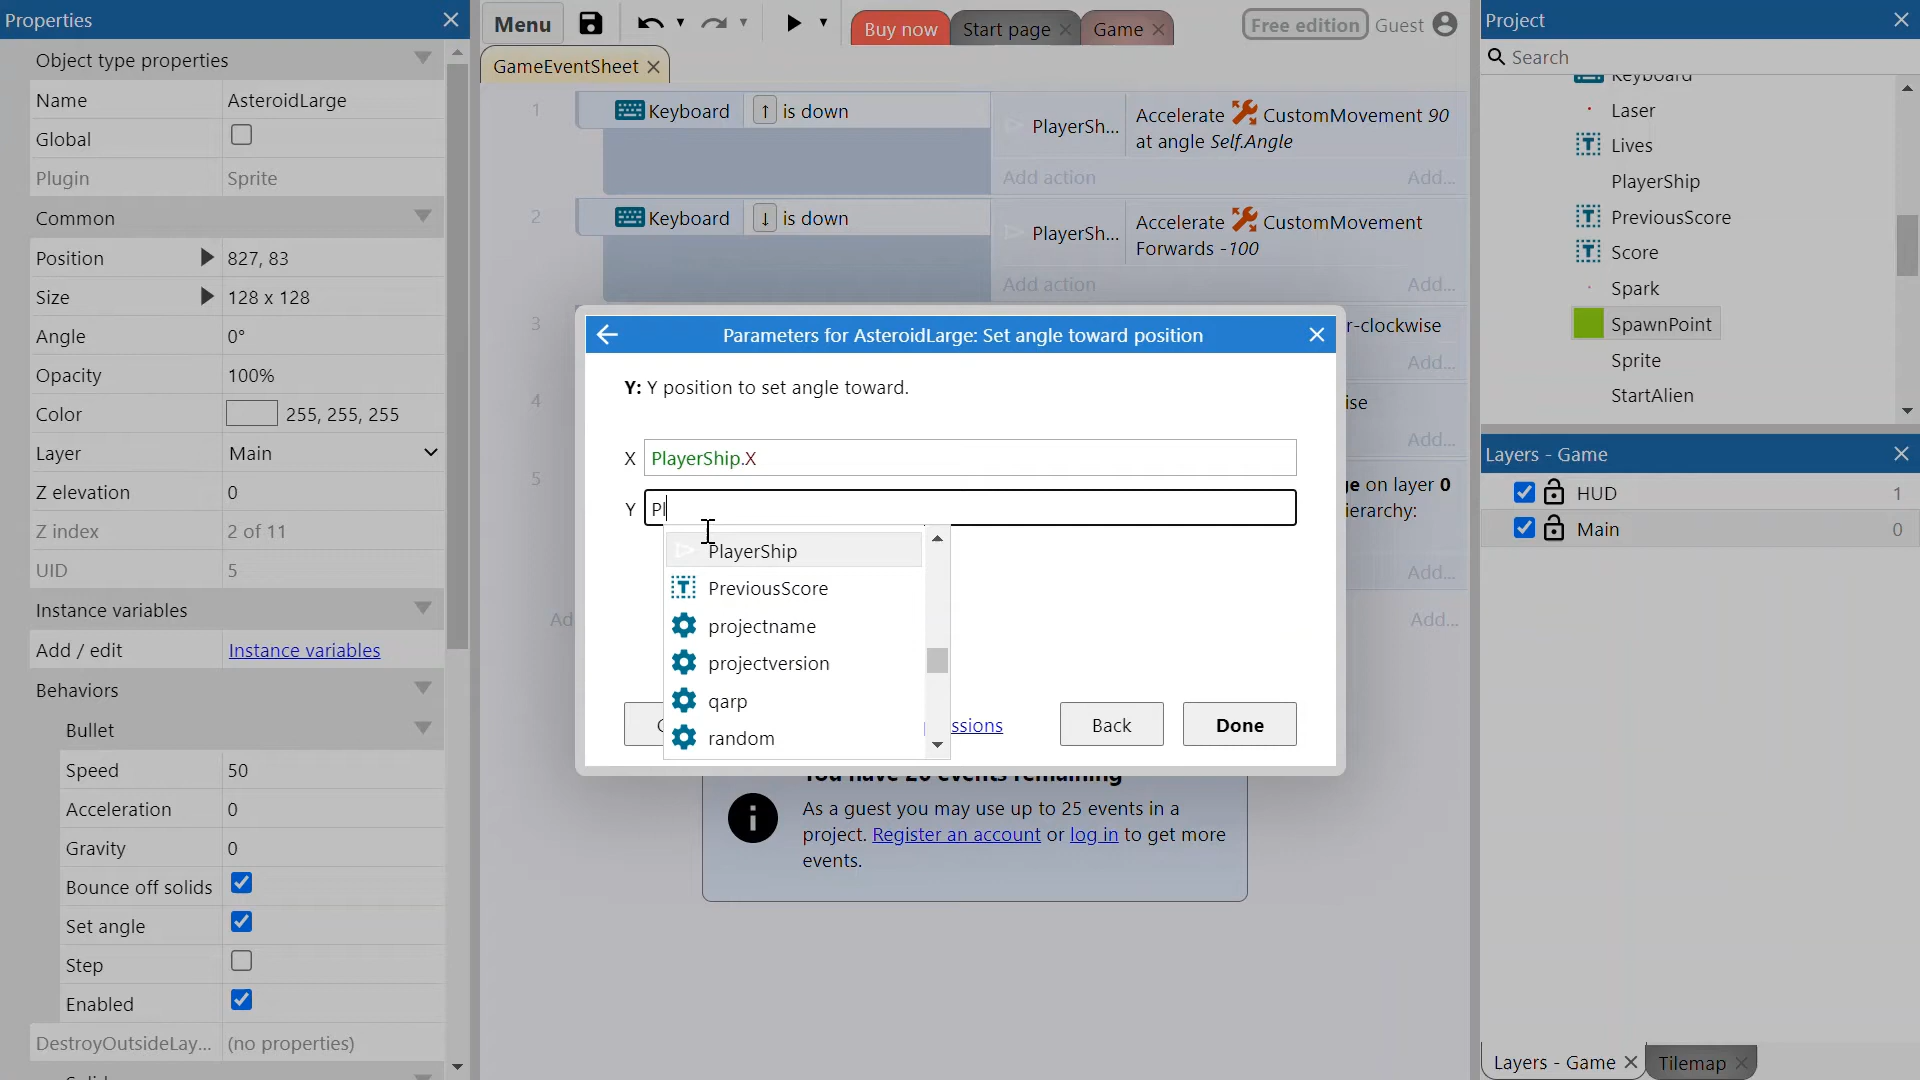 Properties
Object type properties
Name AsteroidLarge
Global
Plugin Sprite
Common
Position 827, 83
Size 128 x 128
Angle 0°
Opacity 100%
Color 255, 255, 255
Layer Main
Z elevation 0
Z index 2 of 11
UID 5
Instance variables
Add / edit Instance variables
Behaviors
Bullet
Speed 50
Acceleration 0
Gravity 0
Bounce off solids
Set angle
Step
Enabled
DestroyOutsideLay... (no properties)
Menu
Buy now
Start page
Game
Free edition
Guest
GameEventSheet
1 Keyboard ↑ is down
PlayerSh... Accelerate CustomMovement 90
at angle Self.Angle
Add action Add...
2 Keyboard ↓ is down
PlayerSh... Accelerate CustomMovement
Forwards -100
Add action Add...
3 r-clockwise
Add...
4 ise
Add...
5 ge on layer 0
ierarchy:
Add...
Ad Add...
Parameters for AsteroidLarge: Set angle toward position
Y: Y position to set angle toward.
X PlayerShip.X
Y Pl
PlayerShip
PreviousScore
projectname
projectversion
qarp
random
ssions
Back
Done
You have 20 events remaining
As a guest you may use up to 25 events in a
project. Register an account or log in to get more
events.
Project
Search
Keyboard
Laser
Lives
PlayerShip
PreviousScore
Score
Spark
SpawnPoint
Sprite
StartAlien
Layers - Game
HUD 1
Main 0
Layers - Game
Tilemap